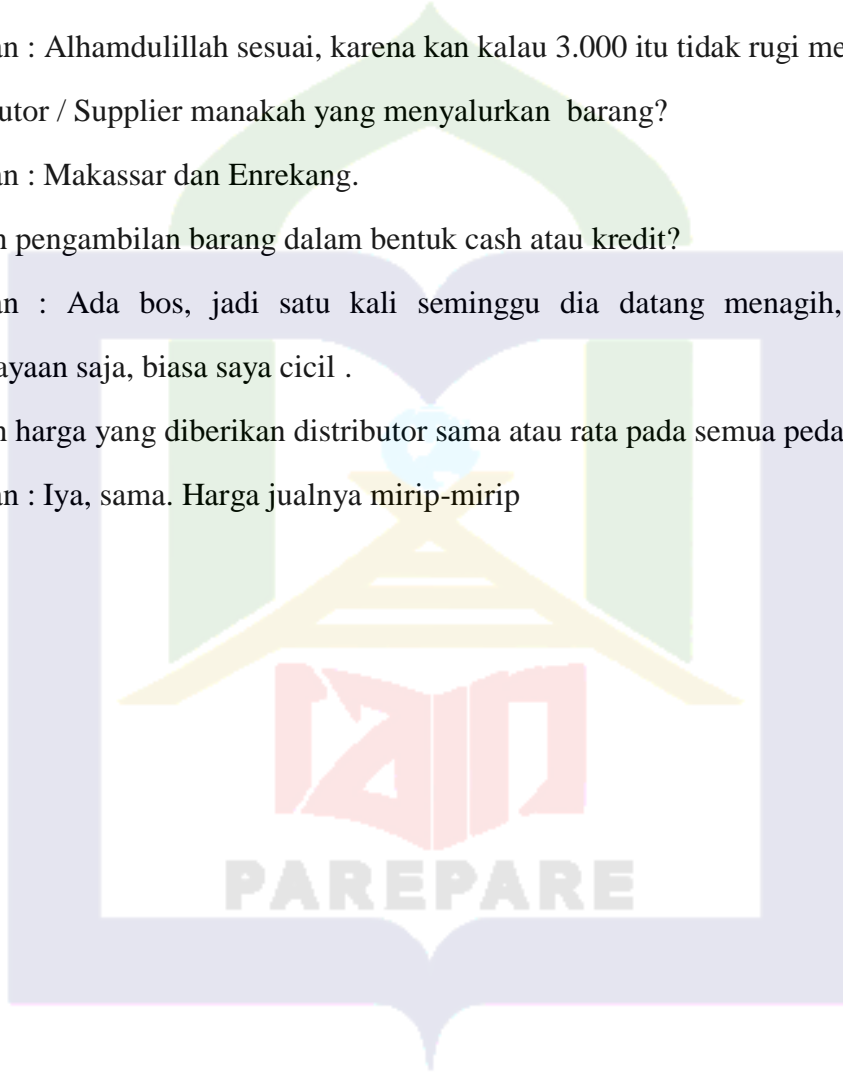 an : Alhamdulillah sesuai, karena kan kalau 3.000 itu tidak rugi me
utor / Supplier manakah yang menyalurkan barang?
an : Makassar dan Enrekang.
n pengambilan barang dalam bentuk cash atau kredit?
an : Ada bos, jadi satu kali seminggu dia datang menagih,
ayaan saja, biasa saya cicil .
n harga yang diberikan distributor sama atau rata pada semua peda
an : Iya, sama. Harga jualnya mirip-mirip
iain
PAREPARE